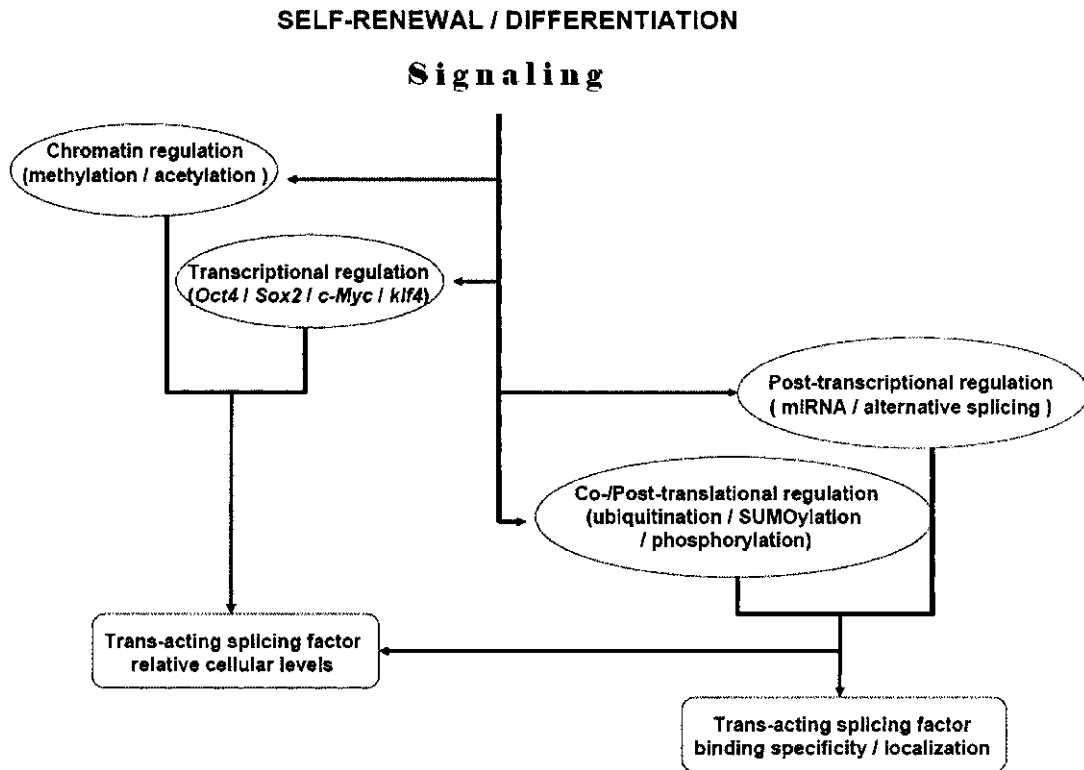 SELF-RENEWAL / DIFFERENTIATION
Signaling
Chromatin regulation
(methylation / acetylation )
Transcriptional regulation
(Oct4 / Sox2 / c-Myc / klf4)
Post-transcriptional regulation
( miRNA / alternative splicing )
Co-/Post-translational regulation
(ubiquitination / SUMOylation
/ phosphorylation)
Trans-acting splicing factor
relative cellular levels
Trans-acting splicing factor
binding specificity / localization